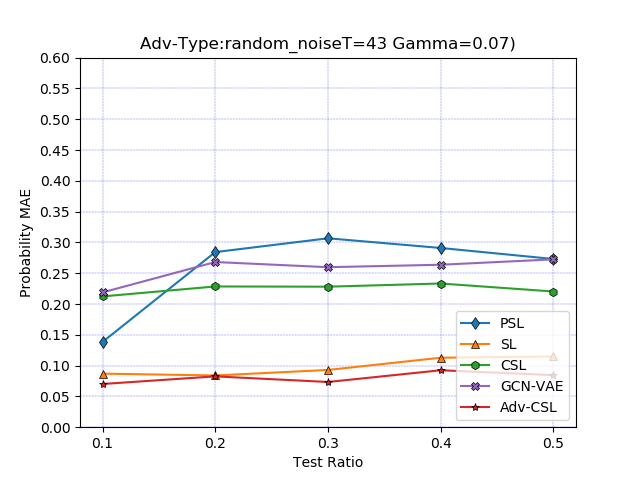 Adv-Type:random_noiseT=43 Gamma=0.07)
0.60
0.55
0.50
0.45
0.40
0.35
0.30
0.25
0.20
0.15
0.10
0.05
0.00
Probability MAE
PSL
SL
CSL
GCN-VAE
Adv-CSL
0.1 0.2 0.3 0.4 0.5
Test Ratio